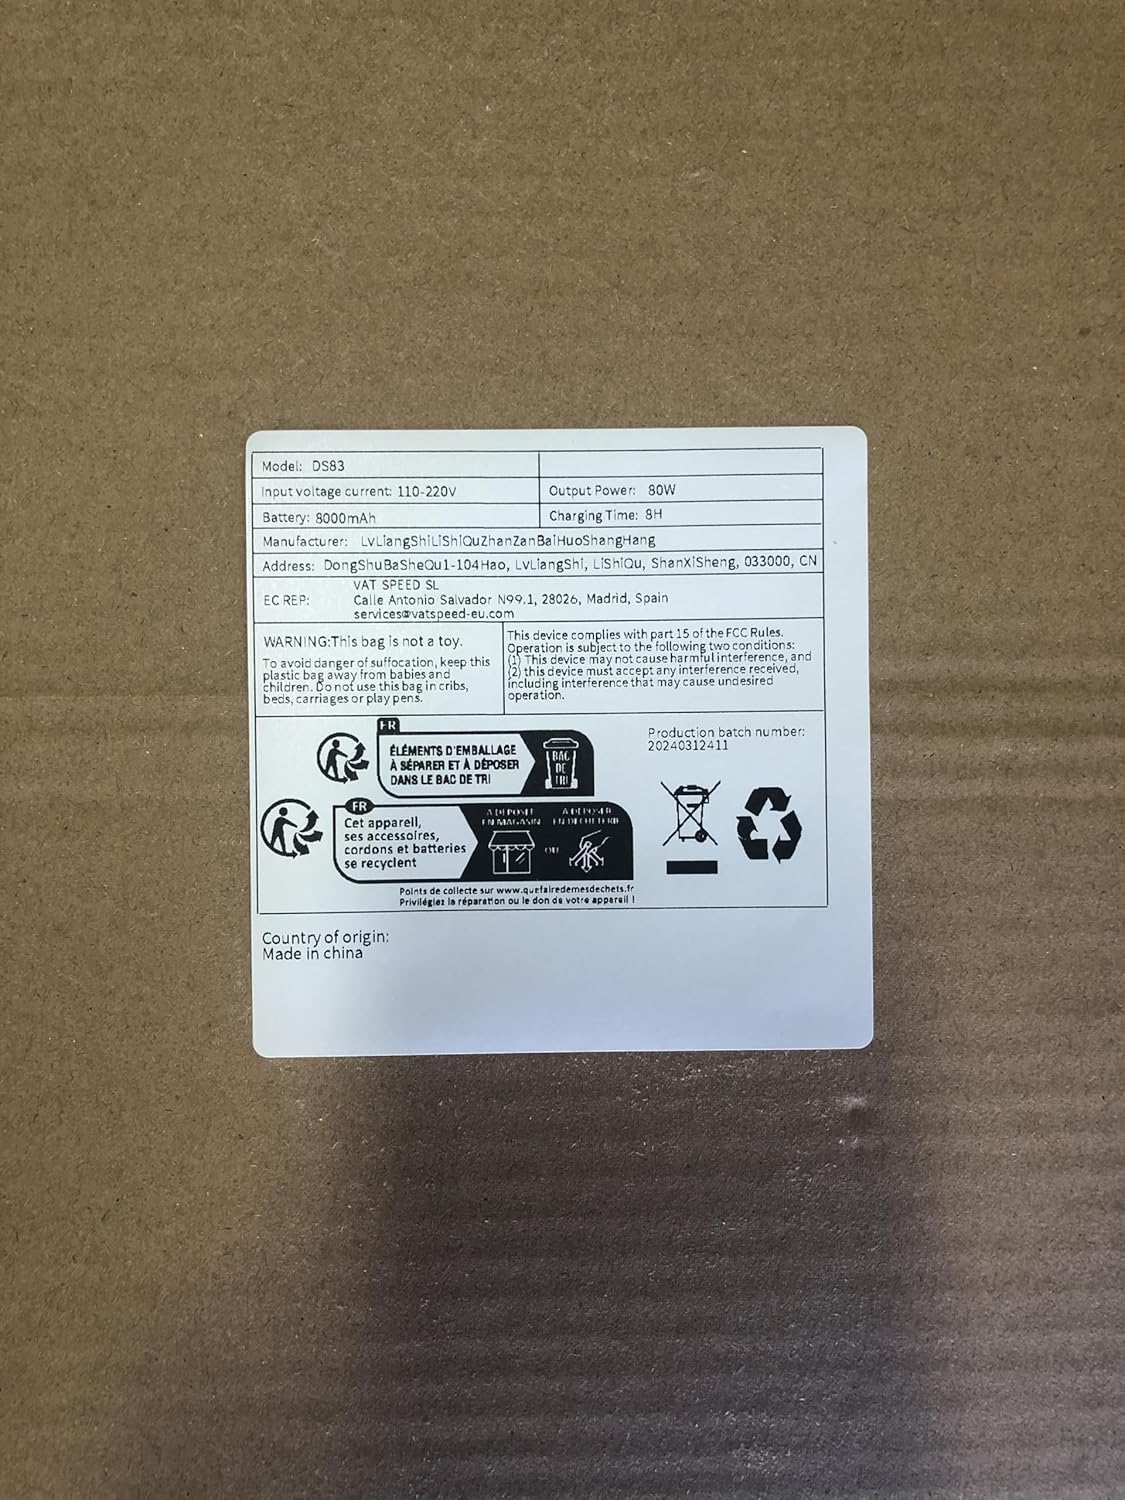 Model: DS83
Input voltage current: 110-220V
Output Power: 80W
Battery: 8000mAh
Charging Time: 8H
Manufacturer: LvLiangShiLiShiQuZhanZanBaiHuoShangHang
Address: DongShuBaSheQu1-104Hao, LvLiangShi, LiShiQu, ShanXiSheng, 033000, CN
EC REP:
VAT SPEED SL
Calle Antonio Salvador N99.1, 28026, Madrid, Spain
services@vatspeed-eu.com
WARNING:This bag is not a toy.
To avoid danger of suffocation, keep this
plastic bag away from babies and
children. Do not use this bag in cribs,
beds, carriages or play pens.
This device complies with part 15 of the FCC Rules.
Operation is subject to the following two conditions:
(1) This device may not cause harmful interference, and
(2) this device must accept any interference received,
including interference that may cause undesired
operation.
FR
ÉLÉMENTS D'EMBALLAGE
À SÉPARER ET À DÉPOSER
DANS LE BAC DE TRI
BAC
DE
TRI
Production batch number:
20240312411
FR
Cet appareil,
ses accessoires,
cordons et batteries
se recyclent
À DÉPOSER
EN MAGASIN
OU
À DÉPOSER
EN DÉCHÈTERIE
Points de collecte sur www.quefairedemesdechets.fr
Privilégiez la réparation ou le don de votre appareil !
Country of origin:
Made in china